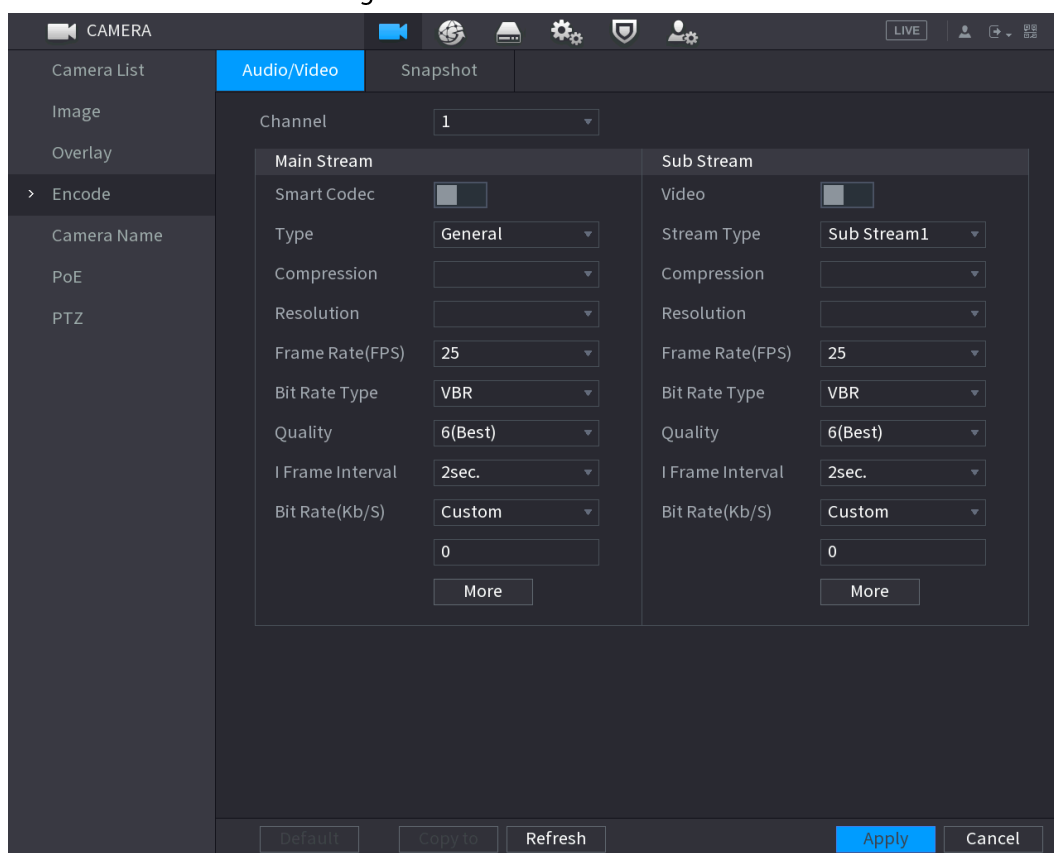 CAMERA LIVE
Camera List
Image
Overlay
> Encode
Camera Name
PoE
PTZ
Audio/Video Snapshot
Channel 1
Main Stream Sub Stream
Smart Codec Video
Type General Stream Type Sub Stream1
Compression Compression
Resolution Resolution
Frame Rate(FPS) 25 Frame Rate(FPS) 25
Bit Rate Type VBR Bit Rate Type VBR
Quality 6(Best) Quality 6(Best)
I Frame Interval 2sec. I Frame Interval 2sec.
Bit Rate(Kb/S) Custom Bit Rate(Kb/S) Custom
0 0
More More
Default Copy to Refresh Apply Cancel